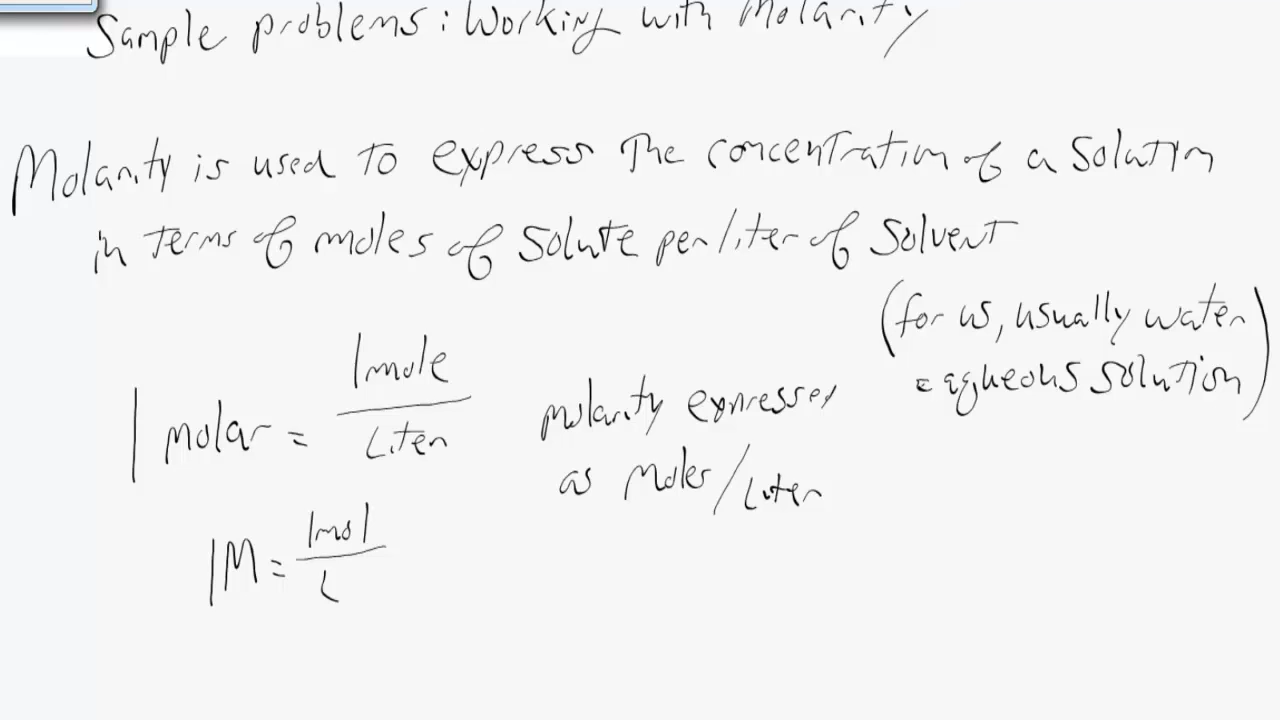 Sample problems: Working with Molarity
Molarity is used to express the concentration of a solution
in terms of moles of solute per liter of solvent
(for us, usually water
= aqueous solution)
1 molar = 1 mole / Liter
molarity expresses
as moles/Liter
1M = 1 mol / L